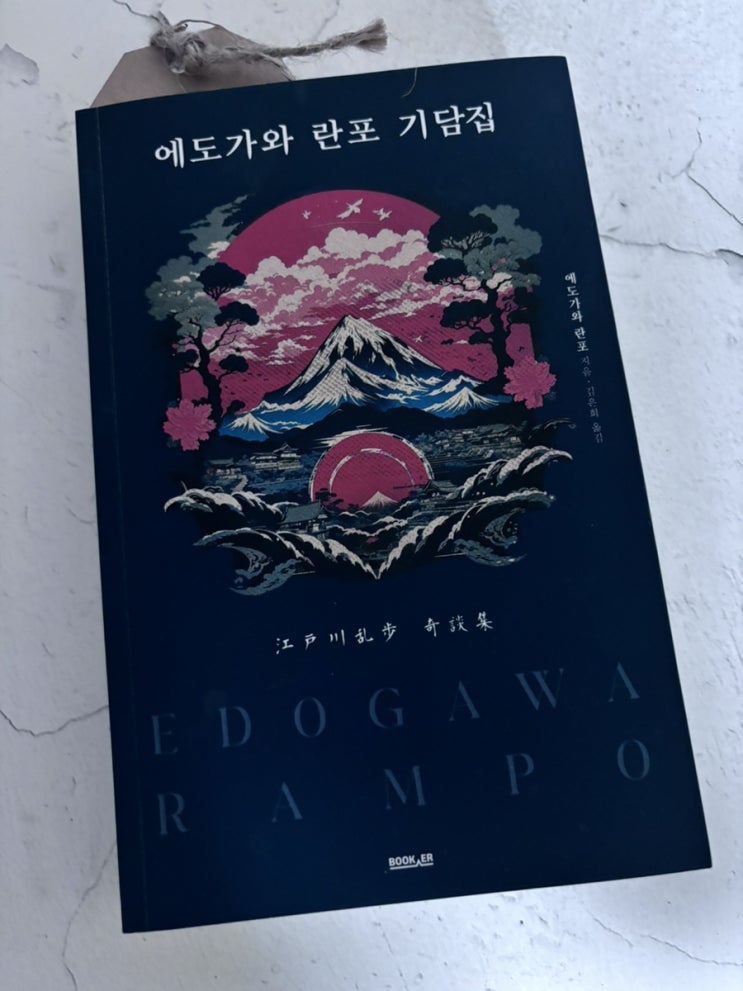 에도가와 란포 기담집
에도가와 란포 지음 · 김은희 옮김
江戸川乱歩 奇談集
EDOGAWA
RAMPO
BOOKER